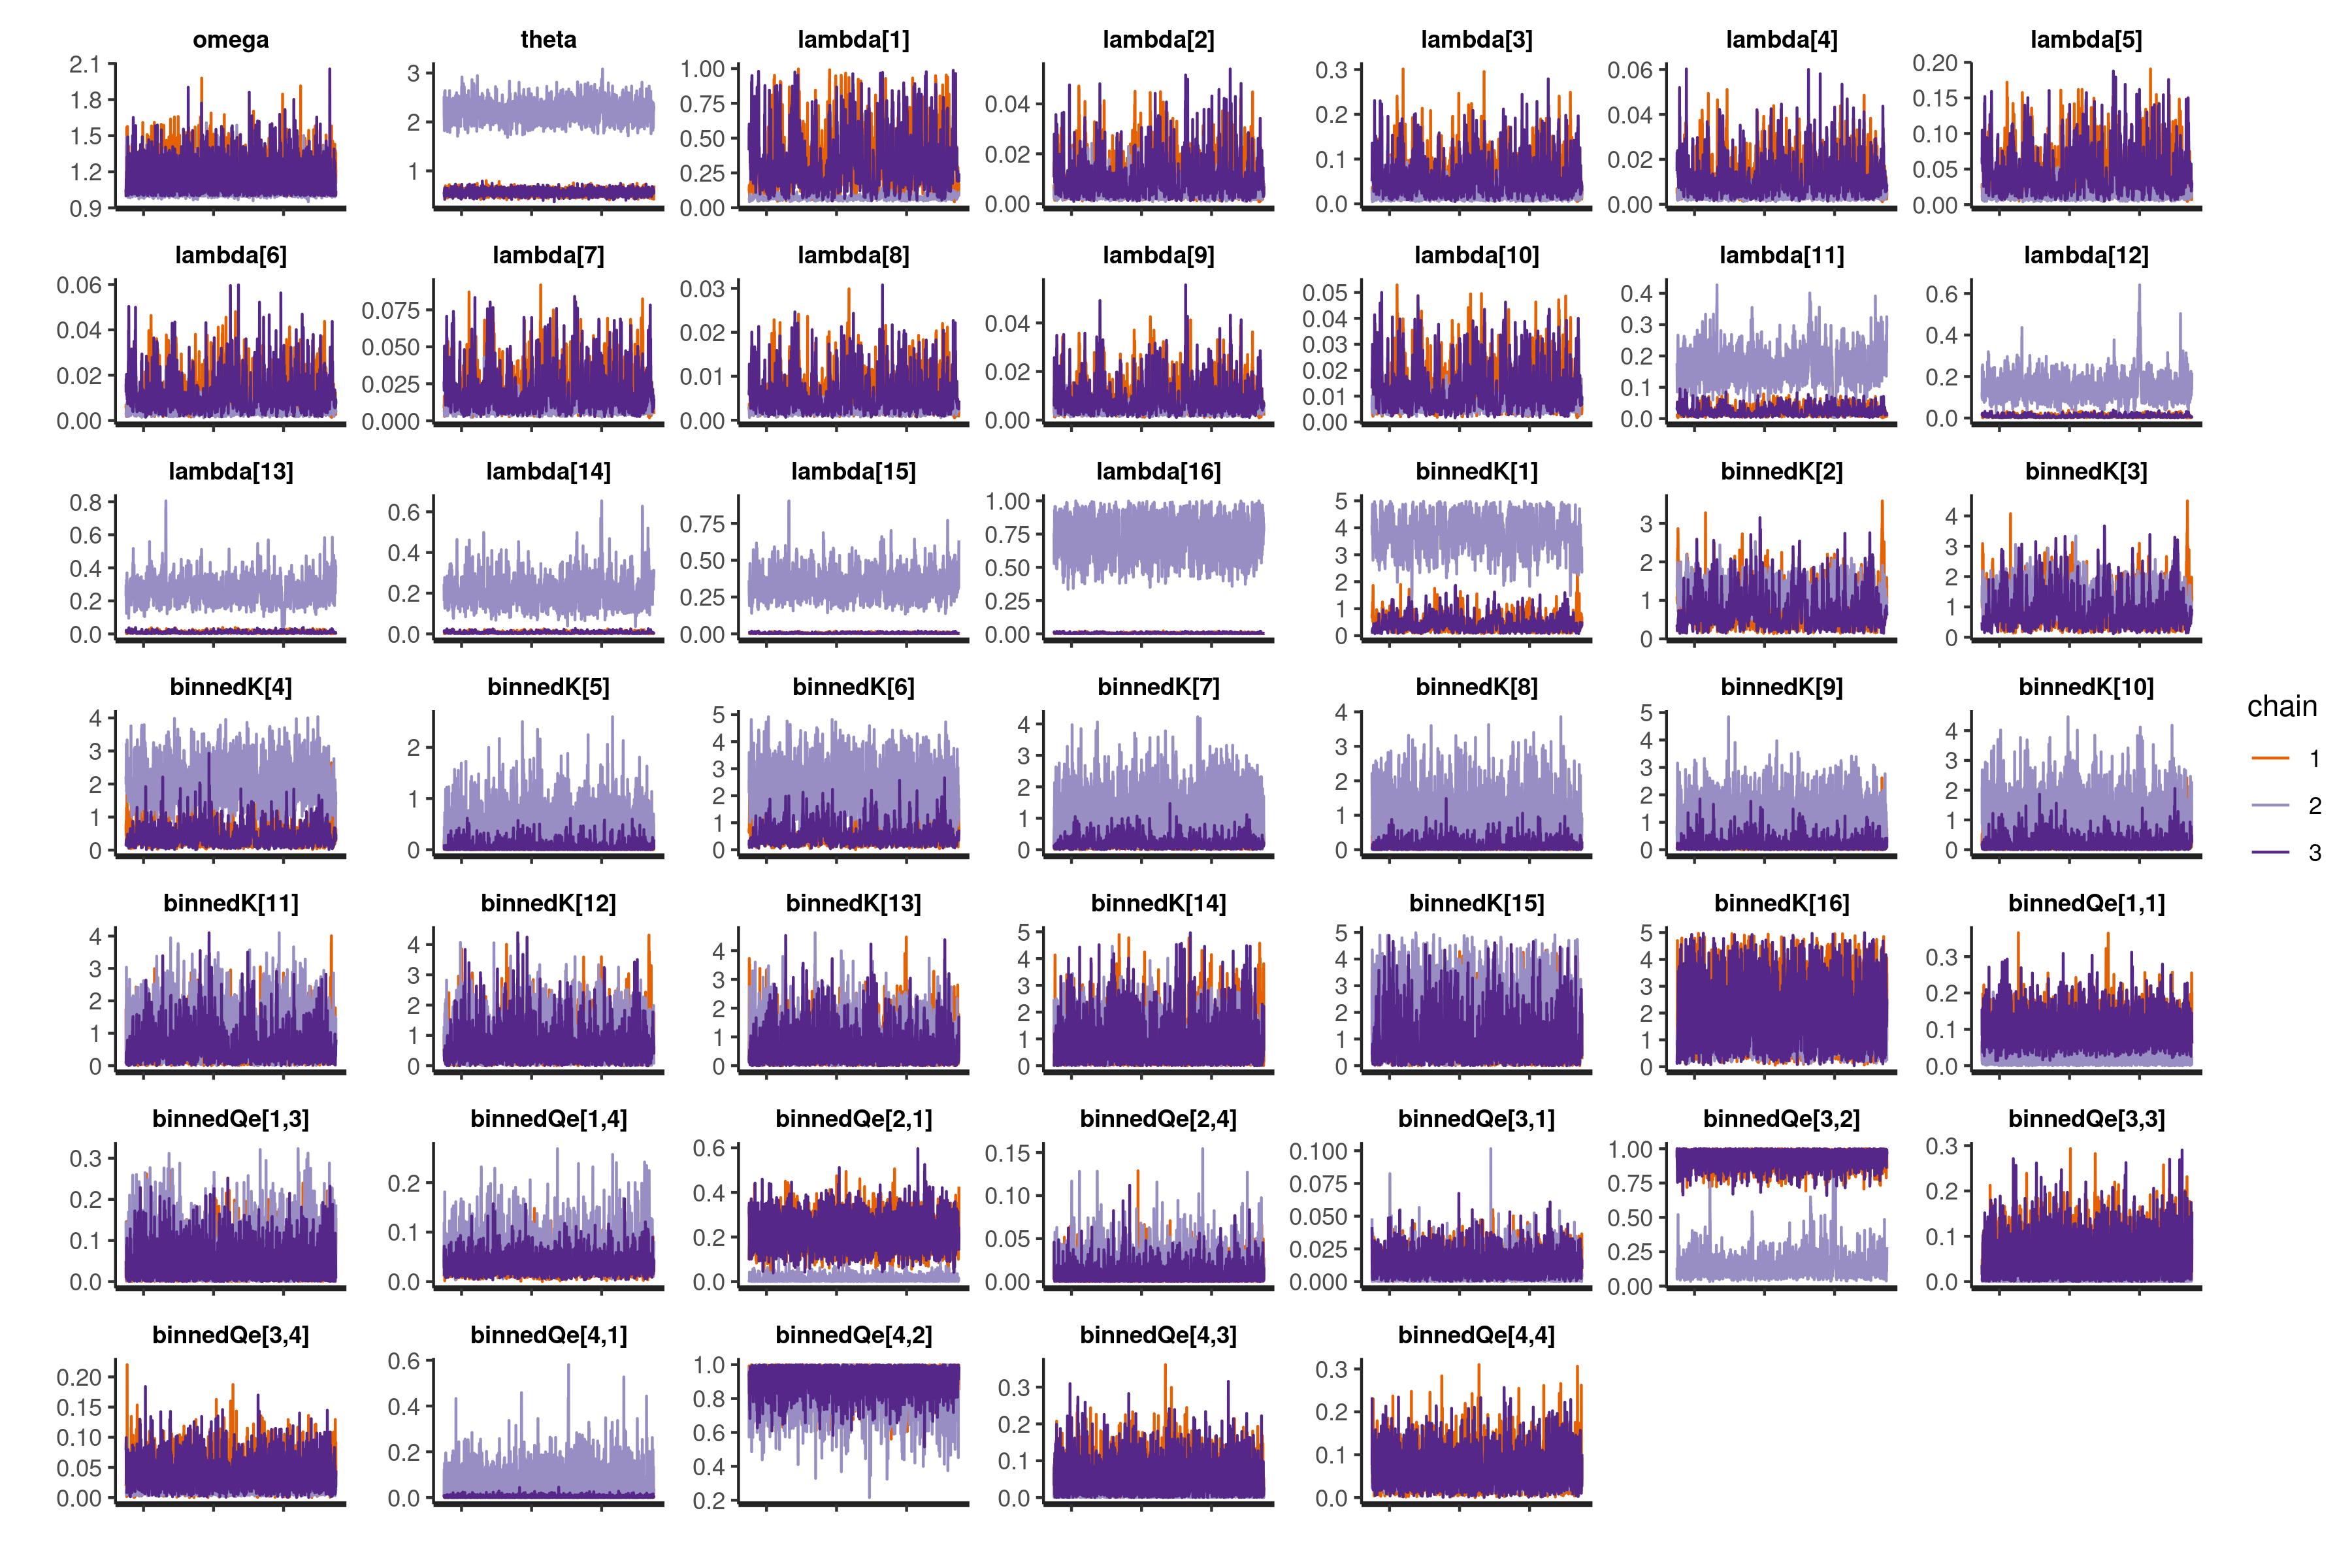 omega theta lambda[1] lambda[2] lambda[3] lambda[4] lambda[5]
2.1 3 1.00 0.3 0.06 0.20
1.8 0.75 0.04 0.15
1.5 2 0.50 0.2 0.04 0.10
1.2 1 0.25 0.02 0.1 0.02 0.05
0.9 0.00 0.00 0.0 0.00 0.00
lambda[6] lambda[7] lambda[8] lambda[9] lambda[10] lambda[11] lambda[12]
0.06 0.075 0.03 0.04 0.05 0.4 0.6
0.04 0.050 0.02 0.02 0.04 0.3 0.4
0.02 0.025 0.01 0.00 0.03 0.2 0.2
0.00 0.000 0.00 0.02 0.1 0.0
0.01 0.0
0.00
lambda[13] lambda[14] lambda[15] lambda[16] binnedK[1] binnedK[2] binnedK[3]
0.8 0.6 0.75 1.00 5 3 4
0.6 0.4 0.50 0.75 4 2 3
0.4 0.2 0.25 0.50 3 1 2
0.2 0.0 0.00 0.25 2 0 1
0.0 0.00 1 0
0
binnedK[4] binnedK[5] binnedK[6] binnedK[7] binnedK[8] binnedK[9] binnedK[10]
4 2 5 4 4 5 4
3 1 4 3 3 4 3
2 0 3 2 2 3 2
1 2 1 1 2 1
0 1 0 0 1 0
0 0
chain
1
2
3
binnedK[11] binnedK[12] binnedK[13] binnedK[14] binnedK[15] binnedK[16] binnedQe[1,1]
4 4 4 5 5 5 0.3
3 3 3 4 4 4 0.2
2 2 2 3 3 3 0.1
1 1 1 2 2 2 0.0
0 0 0 1 1 1
0 0 0
binnedQe[1,3] binnedQe[1,4] binnedQe[2,1] binnedQe[2,4] binnedQe[3,1] binnedQe[3,2] binnedQe[3,3]
0.3 0.2 0.6 0.15 0.100 1.00 0.3
0.2 0.1 0.4 0.10 0.075 0.75 0.2
0.1 0.0 0.2 0.05 0.050 0.50 0.1
0.0 0.0 0.00 0.025 0.25 0.0
0.000 0.00
binnedQe[3,4] binnedQe[4,1] binnedQe[4,2] binnedQe[4,3] binnedQe[4,4]
0.20 0.6 1.0 0.3 0.3
0.15 0.4 0.8 0.2 0.2
0.10 0.2 0.6 0.1 0.1
0.05 0.0 0.4 0.0 0.0
0.00 0.2